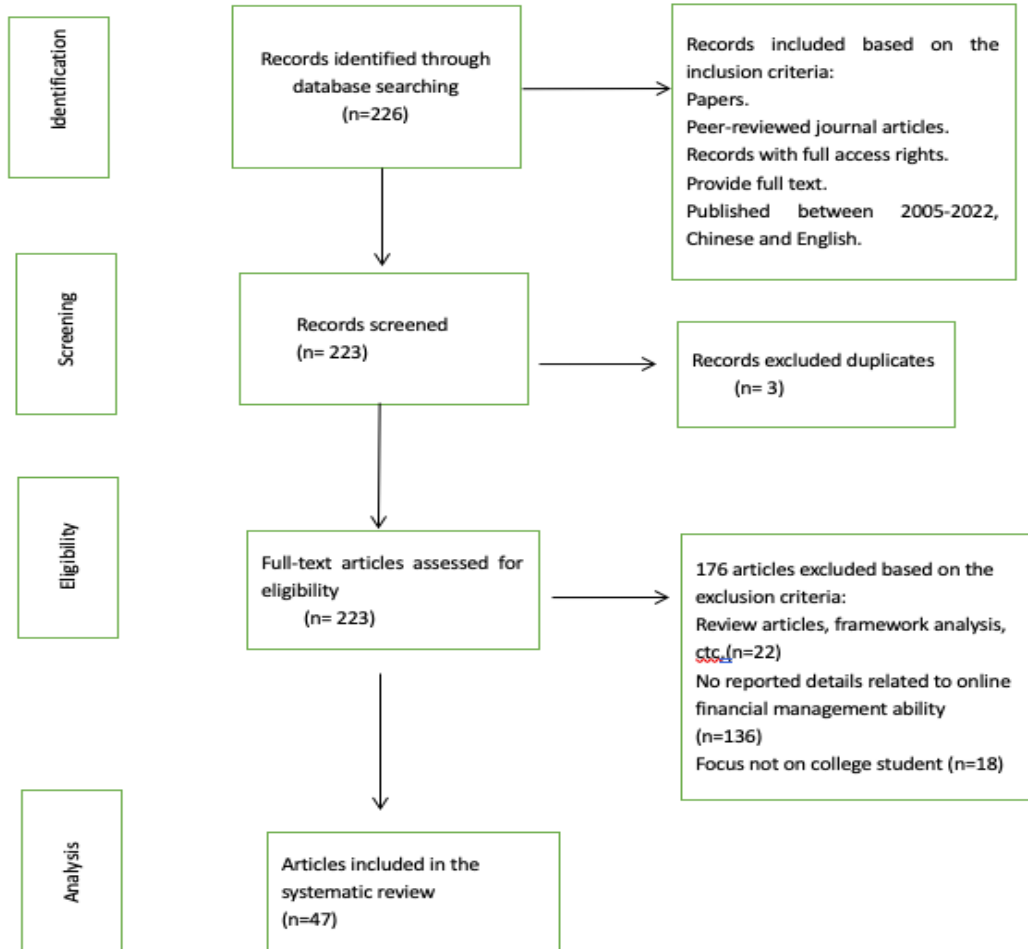 Identification
Records identified through
database searching
(n=226)
Records included based on the
inclusion criteria:
Papers.
Peer-reviewed journal articles.
Records with full access rights.
Provide full text.
Published between 2005-2022,
Chinese and English.
Screening
Records screened
(n= 223)
Records excluded duplicates
(n= 3)
Eligibility
Full-text articles assessed for
eligibility
(n= 223)
176 articles excluded based on the
exclusion criteria:
Review articles, framework analysis,
ctc.(n=22)
No reported details related to online
financial management ability
(n=136)
Focus not on college student (n=18)
Analysis
Articles included in the
systematic review
(n=47)